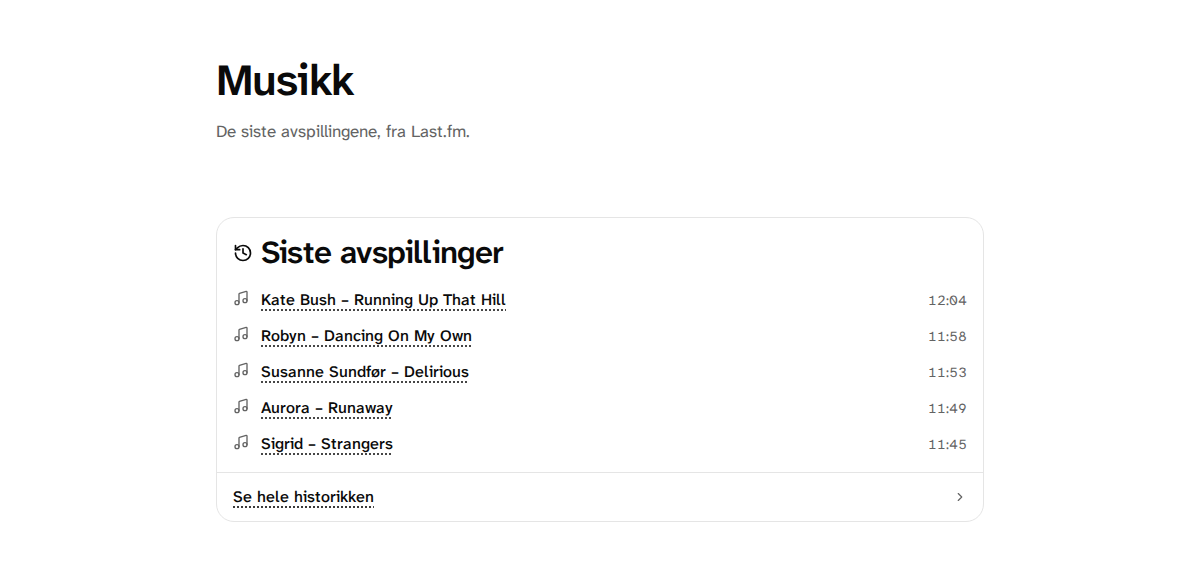 Musikk
De siste avspillingene, fra Last.fm.
Siste avspillinger
Kate Bush – Running Up That Hill 12:04
Robyn – Dancing On My Own 11:58
Susanne Sundfør – Delirious 11:53
Aurora – Runaway 11:49
Sigrid – Strangers 11:45
Se hele historikken